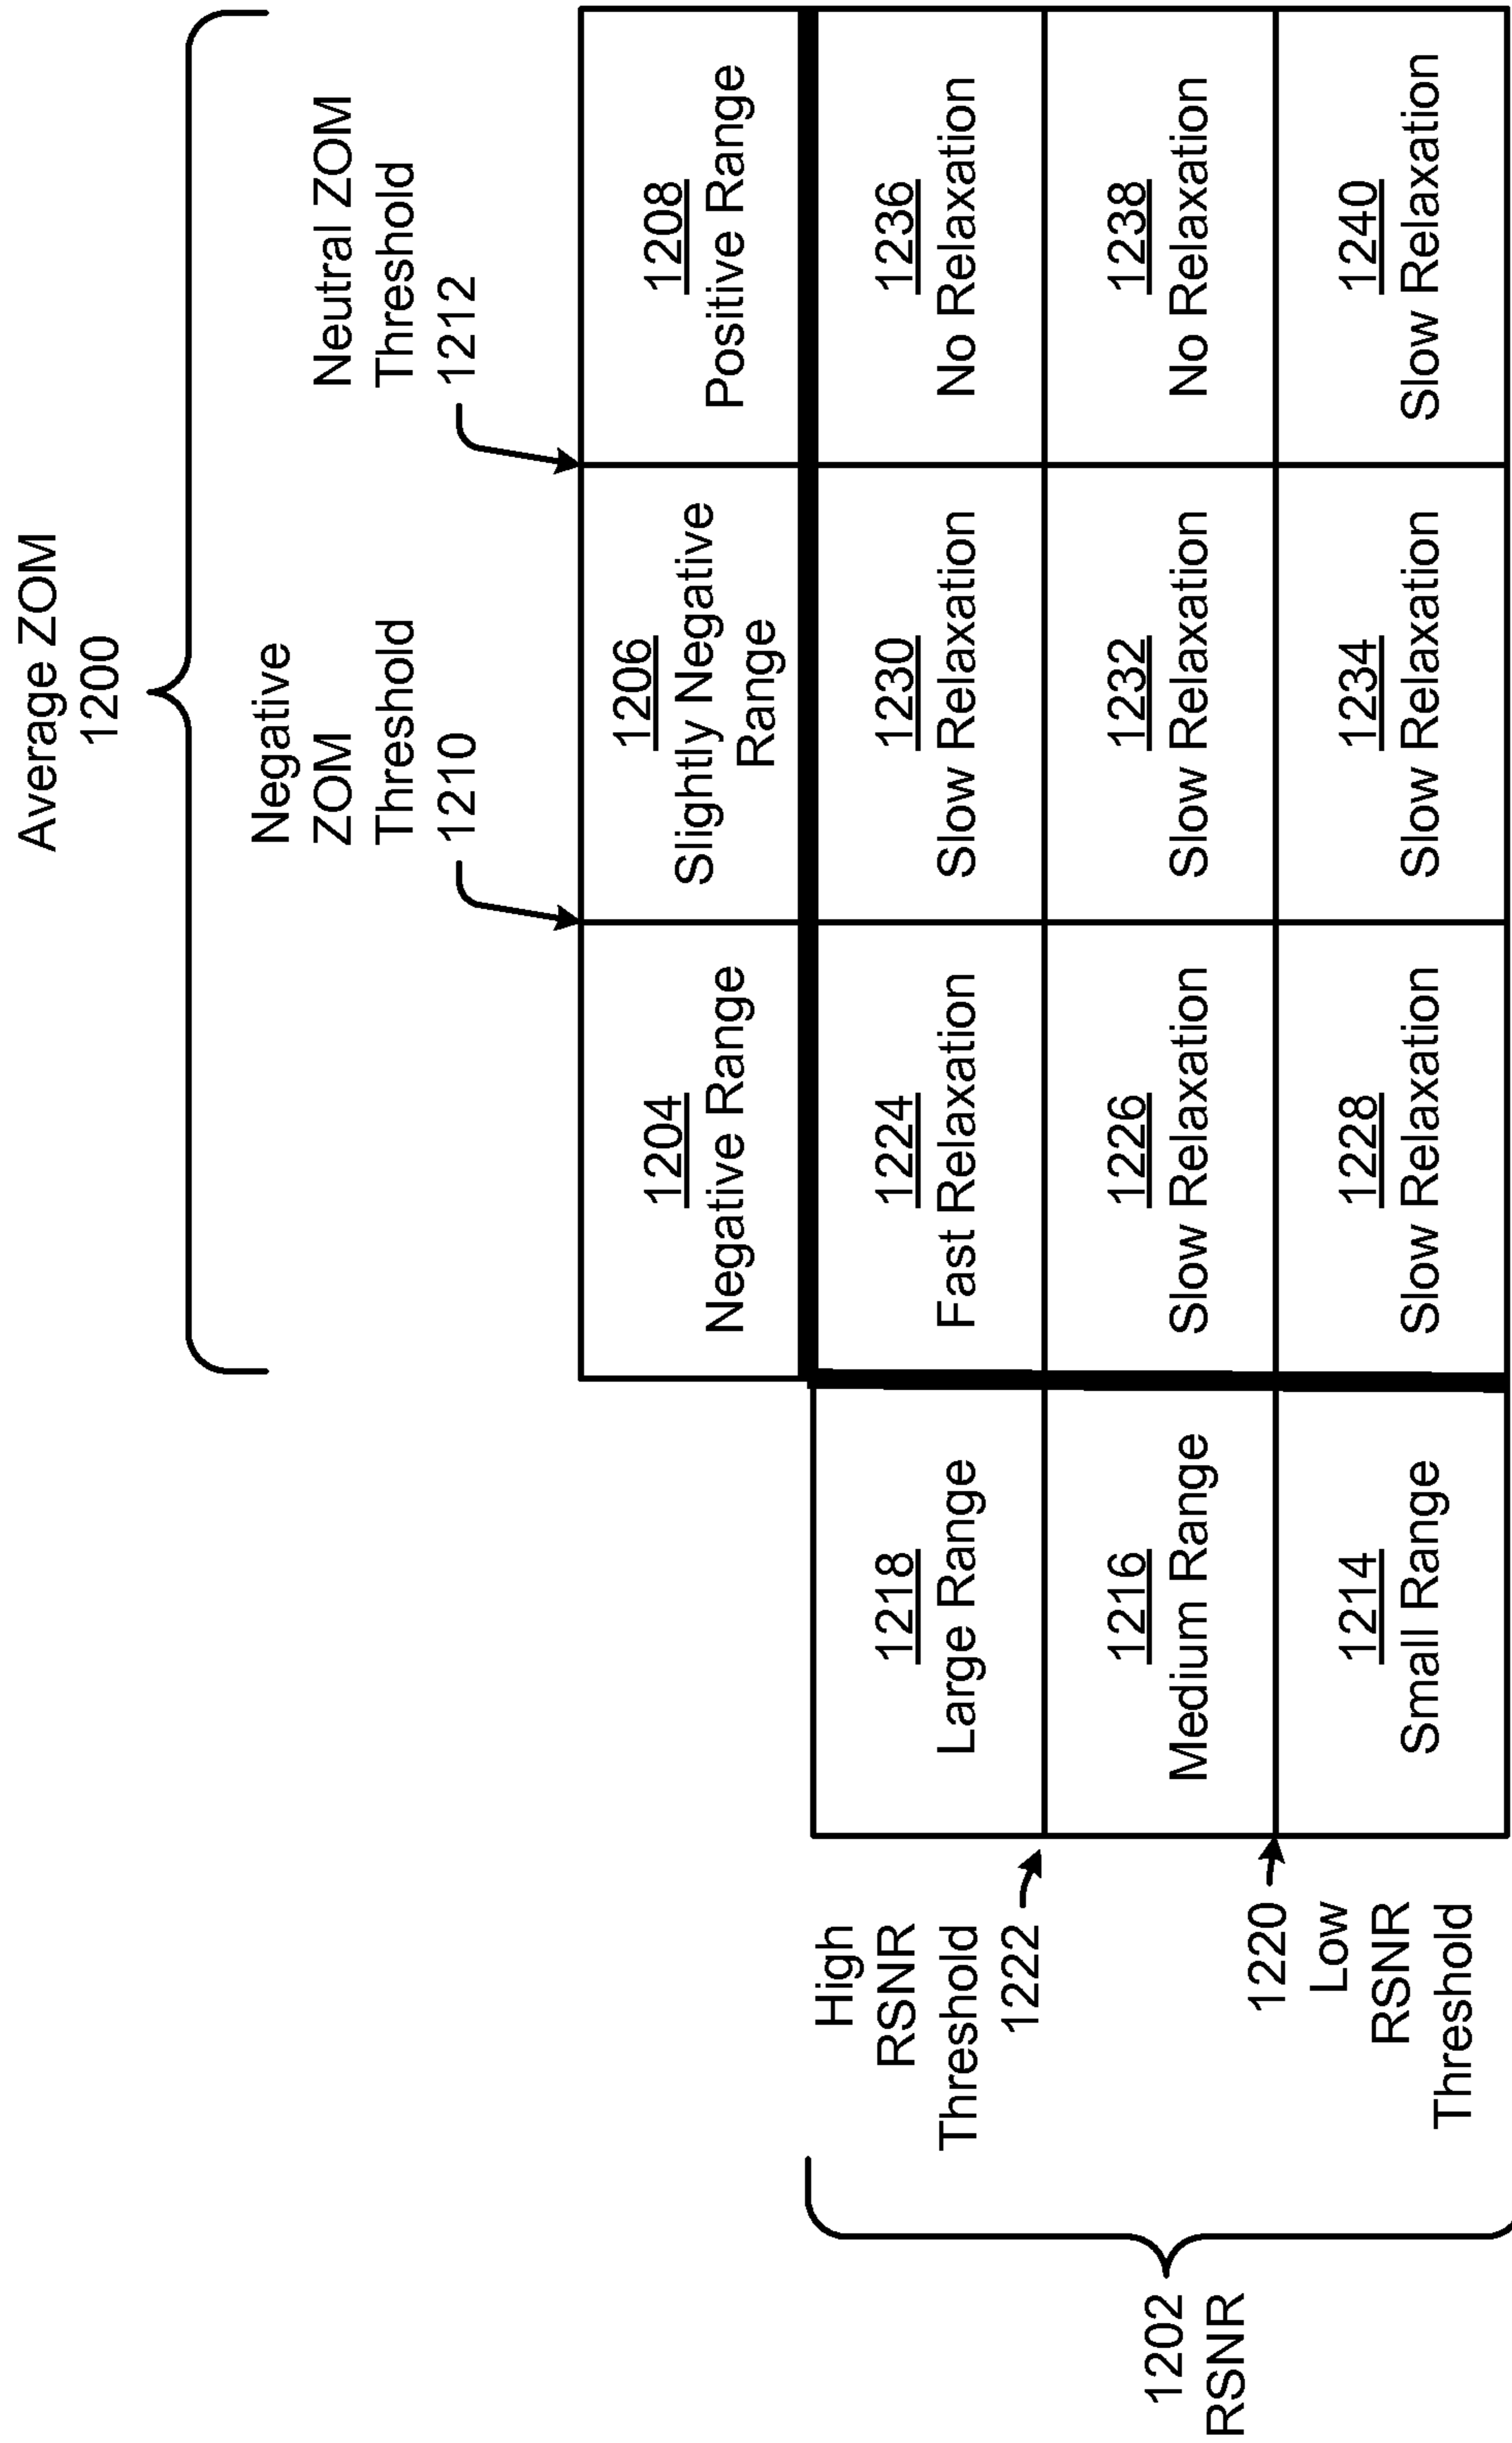 Average ZOM
1200
Negative
ZOM
Threshold
1210
Neutral ZOM
Threshold
1212
1204
Negative Range
1206
Slightly Negative
Range
1208
Positive Range
High
RSNR
Threshold
1222
1218
Large Range
1224
Fast Relaxation
1230
Slow Relaxation
1236
No Relaxation
1202
RSNR
1216
Medium Range
1226
Slow Relaxation
1232
Slow Relaxation
1238
No Relaxation
1220
Low
RSNR
Threshold
1214
Small Range
1228
Slow Relaxation
1234
Slow Relaxation
1240
Slow Relaxation